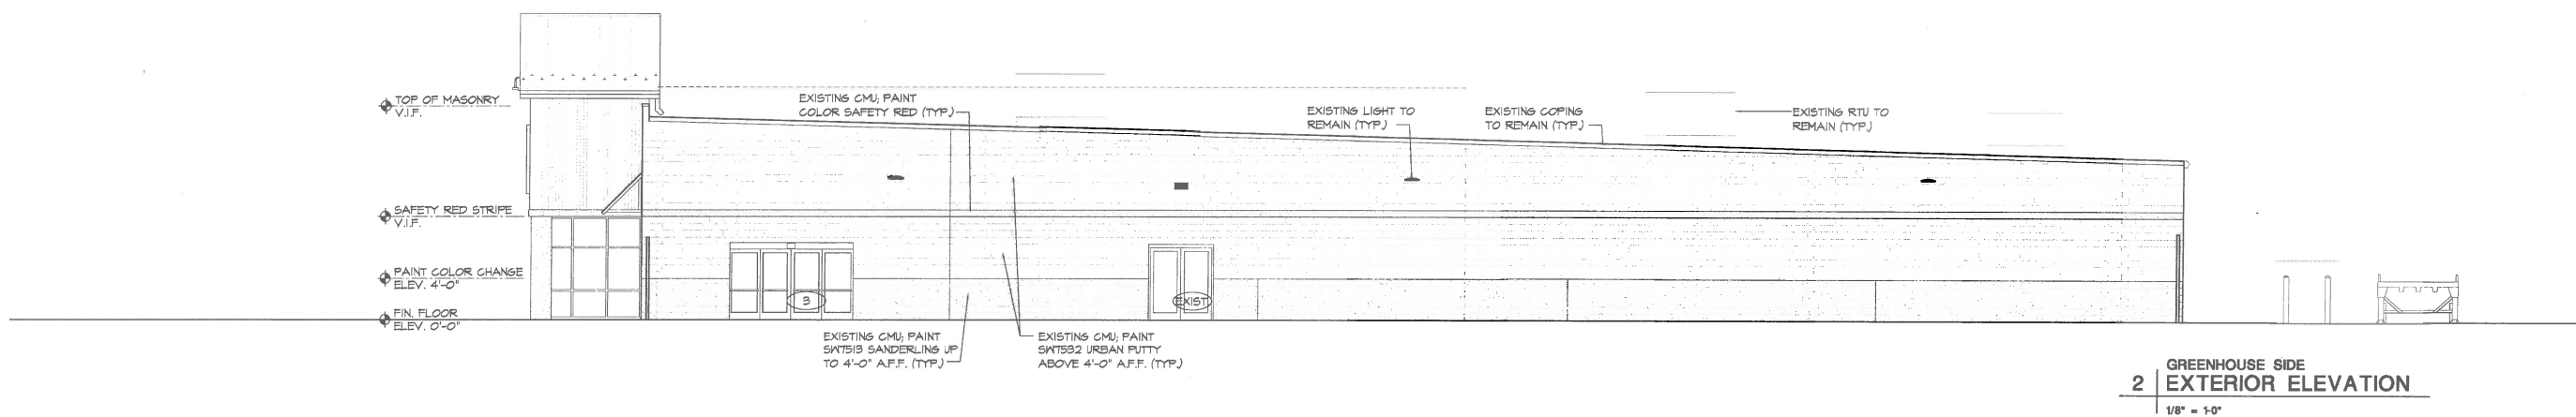 TOP OF MASONRY
V.I.F.
SAFETY RED STRIPE
V.I.F.
PAINT COLOR CHANGE
ELEV. 4'-0"
FIN. FLOOR
ELEV. 0'-0"
EXISTING CMU; PAINT
COLOR SAFETY RED (TYP.)
EXISTING LIGHT TO
REMAIN (TYP.)
EXISTING COPING
TO REMAIN (TYP.)
EXISTING RTU TO
REMAIN (TYP.)
3
EXIST
EXISTING CMU; PAINT
SW7513 SANDERLING UP
TO 4'-0" A.F.F. (TYP.)
EXISTING CMU; PAINT
SW7532 URBAN PUTTY
ABOVE 4'-0" A.F.F. (TYP.)
GREENHOUSE SIDE
2 EXTERIOR ELEVATION
1/8" = 1-0"